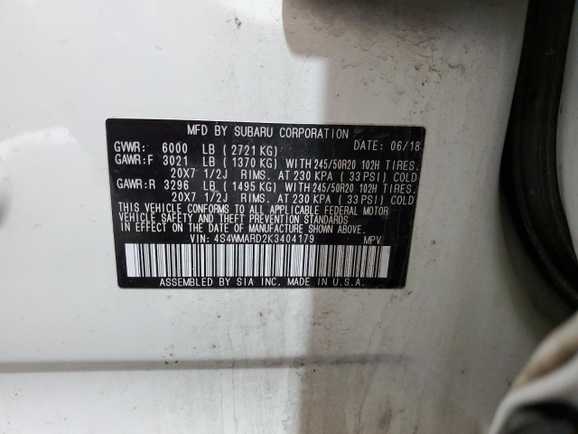 MFD BY SUBARU CORPORATION
GVWR: 6000 LB (2721 KG) DATE: 06/18
GAWR:F 3021 LB (1370 KG) WITH 245/50R20 102H TIRES.
20X7 1/2J RIMS. AT 230 KPA (33 PSI) COLD
GAWR:R 3296 LB (1495 KG) WITH 245/50R20 102H TIRES.
20X7 1/2J RIMS. AT 230 KPA (33 PSI) COLD
THIS VEHICLE CONFORMS TO ALL APPLICABLE FEDERAL MOTOR
VEHICLE SAFETY AND THEFT PREVENTION STANDARDS
IN EFFECT ON THE DATE OF MANUFACTURE SHOWN ABOVE.
VIN: 4S4WMARD2K3404179 MPV
ASSEMBLED BY SIA INC. MADE IN U.S.A.